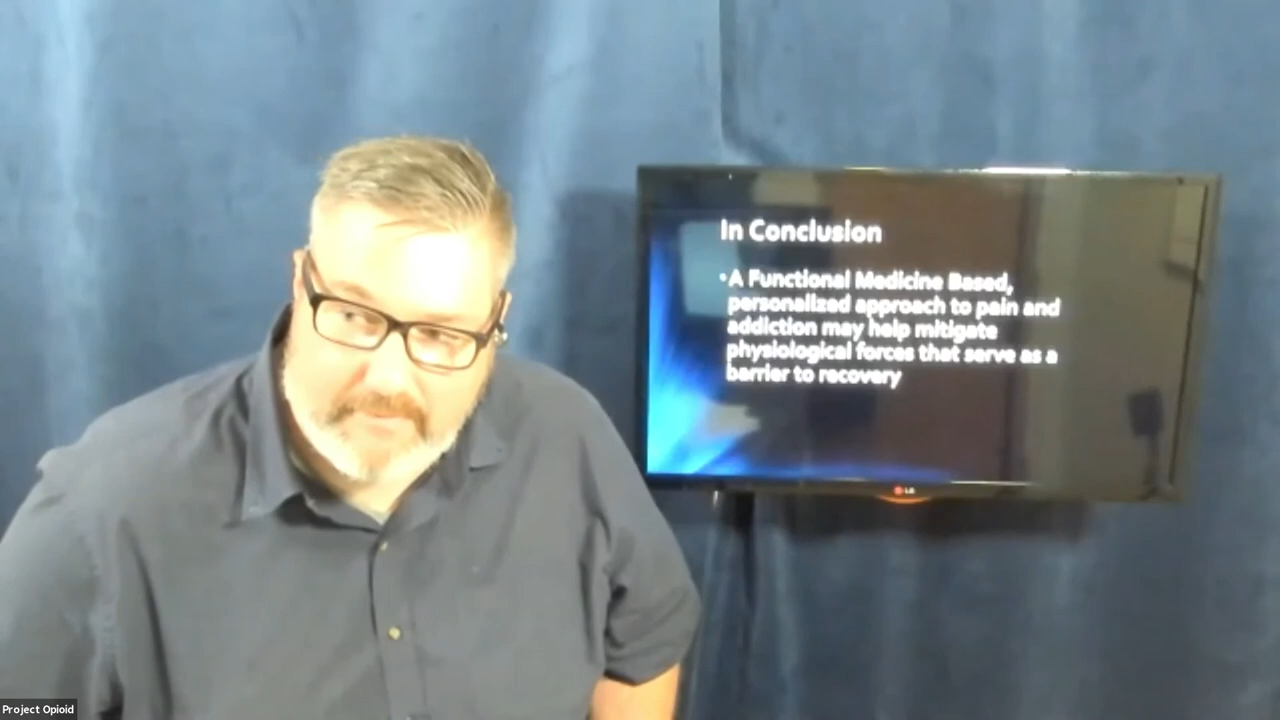 In Conclusion
•A Functional Medicine Based,
personalized approach to pain and
addiction may help mitigate
physiological forces that serve as a
barrier to recovery
LG
Project Opioid